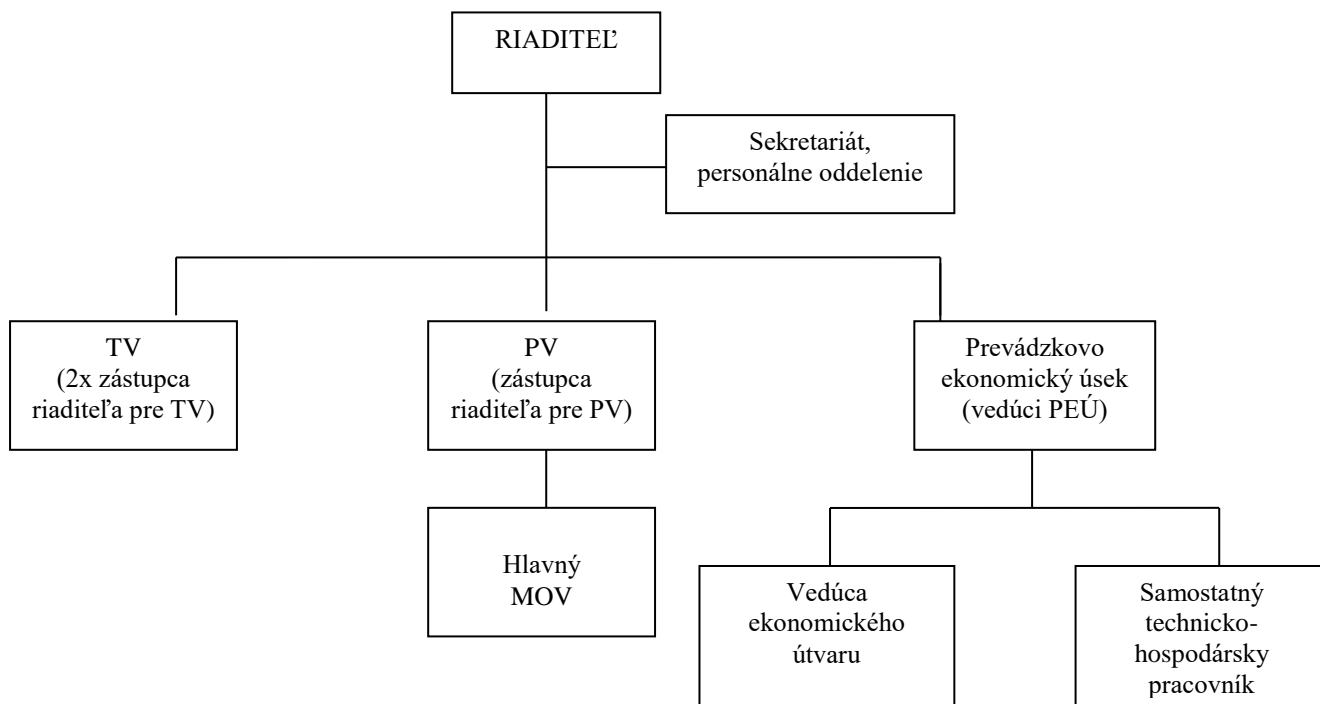 RIADITEĽ
Sekretariát,
personálne oddelenie
TV
(2x zástupca
riaditeľa pre TV)
PV
(zástupca
riaditeľa pre PV)
Prevádzkovo
ekonomický úsek
(vedúci PEÚ)
Hlavný
MOV
Vedúca
ekonomického
útvaru
Samostatný
technicko-
hospodársky
pracovník